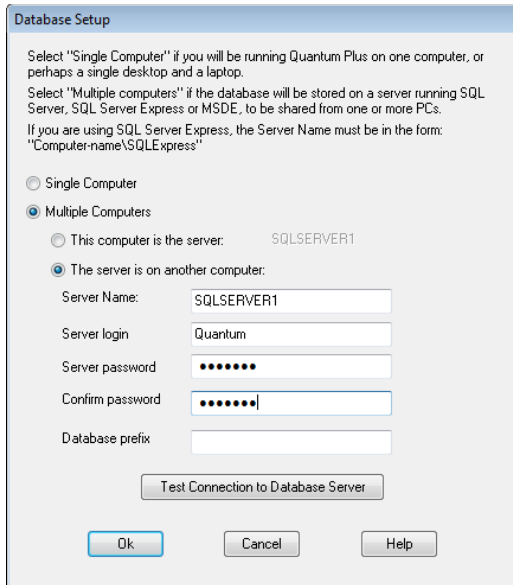 Database Setup
Select "Single Computer" if you will be running Quantum Plus on one computer, or
perhaps a single desktop and a laptop.
Select "Multiple computers" if the database will be stored on a server running SQL
Server, SQL Server Express or MSDE, to be shared from one or more PCs.
If you are using SQL Server Express, the Server Name must be in the form:
"Computer-name\SQLExpress"
Single Computer
Multiple Computers
This computer is the server: SQLSERVER1
The server is on another computer:
Server Name: SQLSERVER1
Server login Quantum
Server password •••••••
Confirm password •••••••
Database prefix
Test Connection to Database Server
Ok Cancel Help